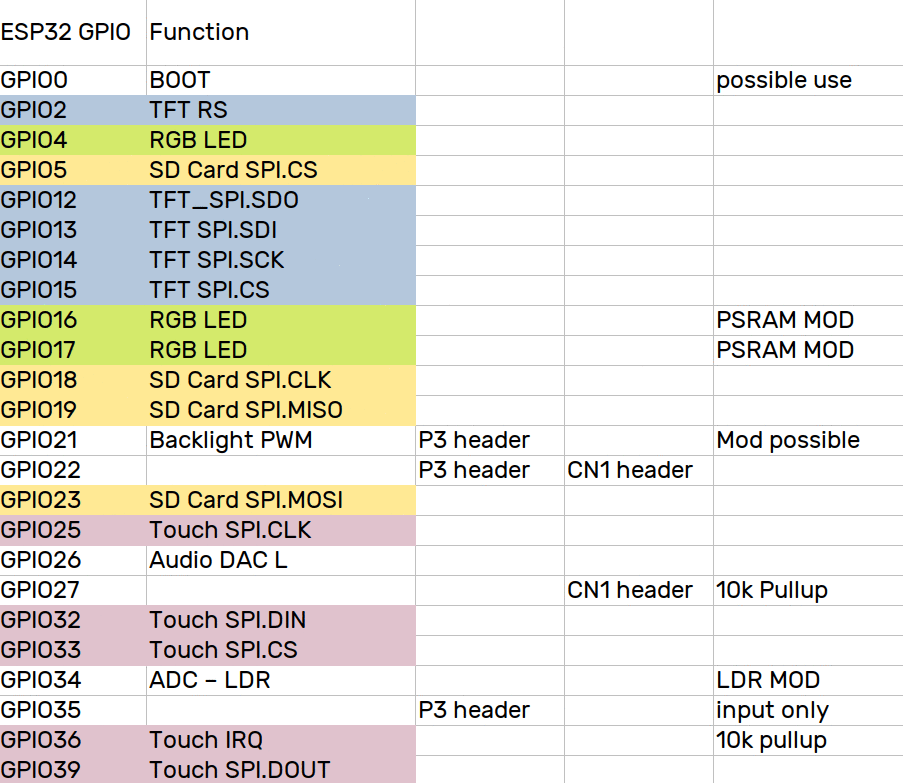 ESP32 GPIO Function
GPIO0 BOOT possible use
GPIO2 TFT RS
GPIO4 RGB LED
GPIO5 SD Card SPI.CS
GPIO12 TFT_SPI.SDO
GPIO13 TFT SPI.SDI
GPIO14 TFT SPI.SCK
GPIO15 TFT SPI.CS
GPIO16 RGB LED PSRAM MOD
GPIO17 RGB LED PSRAM MOD
GPIO18 SD Card SPI.CLK
GPIO19 SD Card SPI.MISO
GPIO21 Backlight PWM P3 header Mod possible
GPIO22 P3 header CN1 header
GPIO23 SD Card SPI.MOSI
GPIO25 Touch SPI.CLK
GPIO26 Audio DAC L
GPIO27 CN1 header 10k Pullup
GPIO32 Touch SPI.DIN
GPIO33 Touch SPI.CS
GPIO34 ADC – LDR LDR MOD
GPIO35 P3 header input only
GPIO36 Touch IRQ 10k pullup
GPIO39 Touch SPI.DOUT